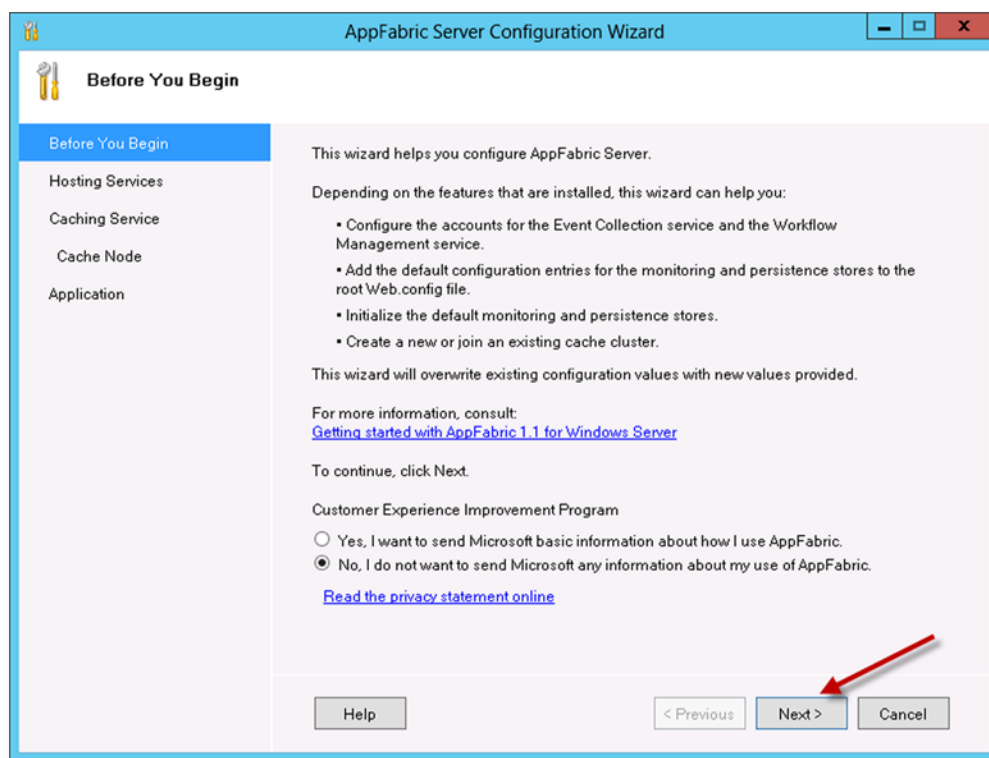 AppFabric Server Configuration Wizard
Before You Begin
Before You Begin
Hosting Services
Caching Service
Cache Node
Application
This wizard helps you configure AppFabric Server.
Depending on the features that are installed, this wizard can help you:
▪ Configure the accounts for the Event Collection service and the Workflow
Management service.
▪ Add the default configuration entries for the monitoring and persistence stores to the
root Web.config file.
▪ Initialize the default monitoring and persistence stores.
▪ Create a new or join an existing cache cluster.
This wizard will overwrite existing configuration values with new values provided.
For more information, consult:
Getting started with AppFabric 1.1 for Windows Server
To continue, click Next.
Customer Experience Improvement Program
Yes, I want to send Microsoft basic information about how I use AppFabric.
No, I do not want to send Microsoft any information about my use of AppFabric.
Read the privacy statement online
Help < Previous Next > Cancel